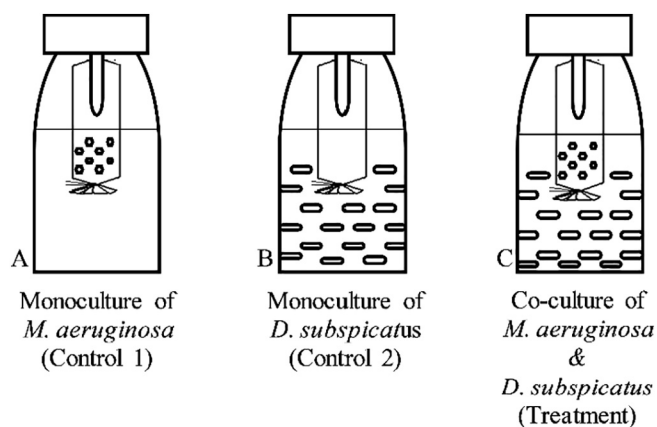 A
Monoculture of
M. aeruginosa
(Control 1)
B
Monoculture of
D. subspicatus
(Control 2)
C
Co-culture of
M. aeruginosa
&
D. subspicatus
(Treatment)